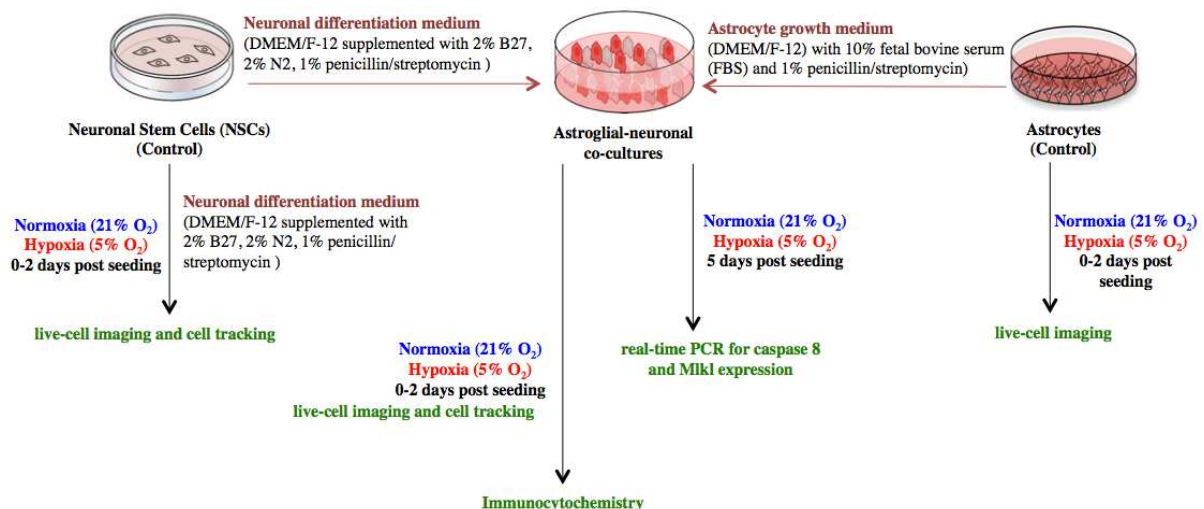 Neuronal differentiation medium
(DMEM/F-12 supplemented with 2% B27,
2% N2, 1% penicillin/streptomycin )
Astrocyte growth medium
(DMEM/F-12) with 10% fetal bovine serum
(FBS) and 1% penicillin/streptomycin)
Neuronal Stem Cells (NSCs)
(Control)
Astroglial-neuronal
co-cultures
Astrocytes
(Control)
Neuronal differentiation medium
(DMEM/F-12 supplemented with
2% B27, 2% N2, 1% penicillin/
streptomycin )
Normoxia (21% O₂)
Hypoxia (5% O₂)
0-2 days post seeding
Normoxia (21% O₂)
Hypoxia (5% O₂)
5 days post seeding
Normoxia (21% O₂)
Hypoxia (5% O₂)
0-2 days post
seeding
live-cell imaging and cell tracking
real-time PCR for caspase 8
and Mlkl expression
live-cell imaging
Normoxia (21% O₂)
Hypoxia (5% O₂)
0-2 days post seeding
live-cell imaging and cell tracking
Immunocytochemistry